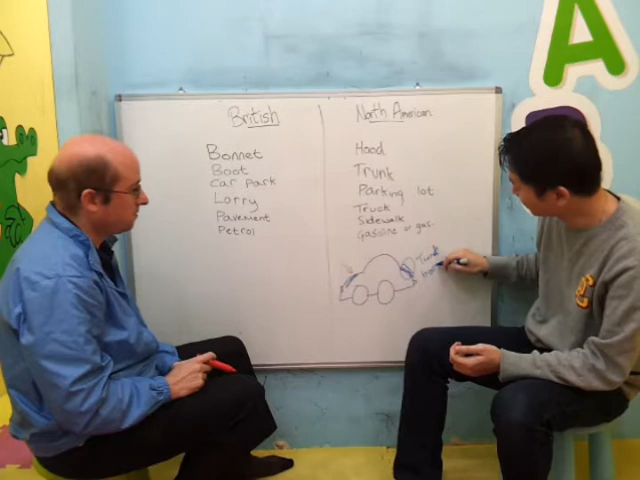 British
North American
Bonnet
Hood
Boot
Trunk
Car Park
Parking lot
Lorry
Truck
Pavement
Sidewalk
Petrol
Gasoline or gas.
Trunk
A
C